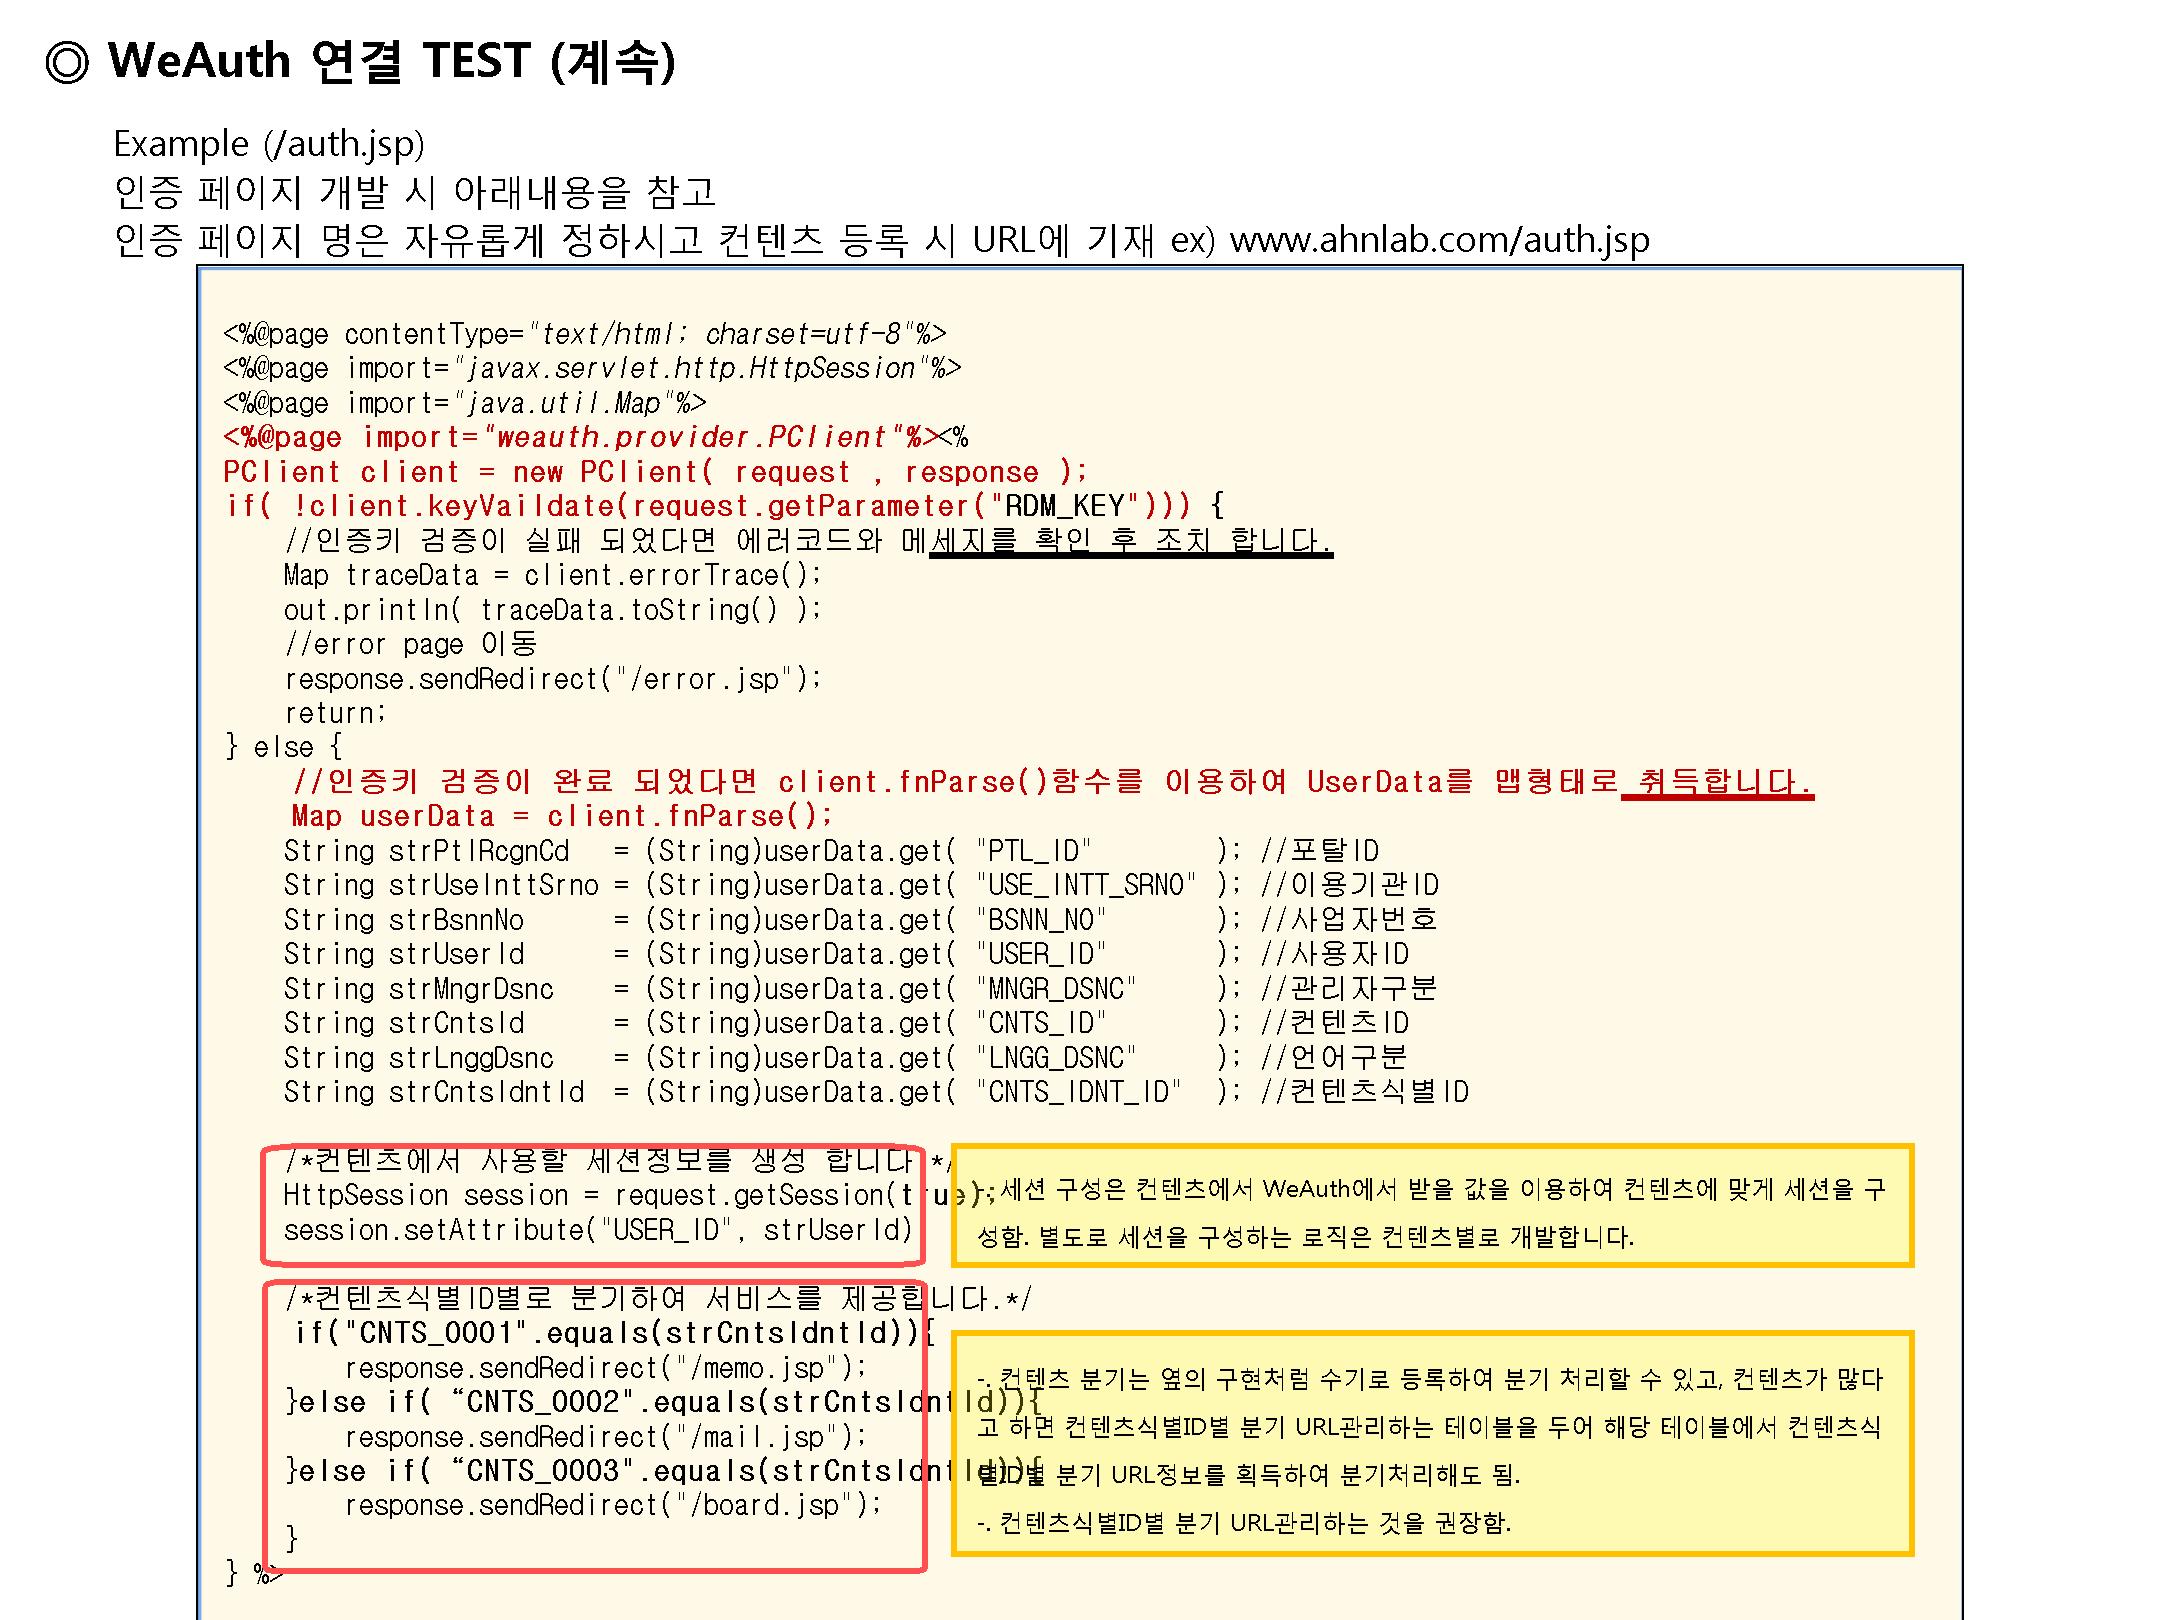 ◎ WeAuth 연결 TEST (계속)
Example (/auth.jsp)
인증 페이지 개발 시 아래내용을 참고
인증 페이지 명은 자유롭게 정하시고 컨텐츠 등록 시 URL에 기재 ex) www.ahnlab.com/auth.jsp
<%@page contentType="text/html; charset=utf-8"%>
<%@page import="javax.servlet.http.HttpSession"%>
<%@page import="java.util.Map"%>
<%@page import="weauth.provider.PClient"%><%
PClient client = new PClient( request , response );
if( !client.keyVaildate(request.getParameter("RDM_KEY"))) {
//인증키 검증이 실패 되었다면 에러코드와 메세지를 확인 후 조치 합니다.
Map traceData = client.errorTrace();
out.println( traceData.toString() );
//error page 이동
response.sendRedirect("/error.jsp");
return;
} else {
//인증키 검증이 완료 되었다면 client.fnParse()함수를 이용하여 UserData를 맵형태로 취득합니다.
Map userData = client.fnParse();
String strPtlRcgnCd = (String)userData.get( "PTL_ID" ); //포탈ID
String strUseInttSrno = (String)userData.get( "USE_INTT_SRNO" ); //이용기관ID
String strBsnnNo = (String)userData.get( "BSNN_NO" ); //사업자번호
String strUserId = (String)userData.get( "USER_ID" ); //사용자ID
String strMngrDsnc = (String)userData.get( "MNGR_DSNC" ); //관리자구분
String strCntsId = (String)userData.get( "CNTS_ID" ); //컨텐츠ID
String strLnggDsnc = (String)userData.get( "LNGG_DSNC" ); //언어구분
String strCntsIdntId = (String)userData.get( "CNTS_IDNT_ID" ); //컨텐츠식별ID
/*컨텐츠에서 사용할 세션정보를 생성 합니다 */
HttpSession session = request.getSession(true);
session.setAttribute("USER_ID", strUserId)
-. 세션 구성은 컨텐츠에서 WeAuth에서 받을 값을 이용하여 컨텐츠에 맞게 세션을 구
성함. 별도로 세션을 구성하는 로직은 컨텐츠별로 개발합니다.
/*컨텐츠식별ID별로 분기하여 서비스를 제공합니다.*/
if("CNTS_0001".equals(strCntsIdntId)){
response.sendRedirect("/memo.jsp");
}else if( “CNTS_0002".equals(strCntsIdntId)){
response.sendRedirect("/mail.jsp");
}else if( “CNTS_0003".equals(strCntsIdntId)){
response.sendRedirect("/board.jsp");
}
} %>
-. 컨텐츠 분기는 옆의 구현처럼 수기로 등록하여 분기 처리할 수 있고, 컨텐츠가 많다
고 하면 컨텐츠식별ID별 분기 URL관리하는 테이블을 두어 해당 테이블에서 컨텐츠식
별ID별 분기 URL정보를 획득하여 분기처리해도 됨.
-. 컨텐츠식별ID별 분기 URL관리하는 것을 권장함.